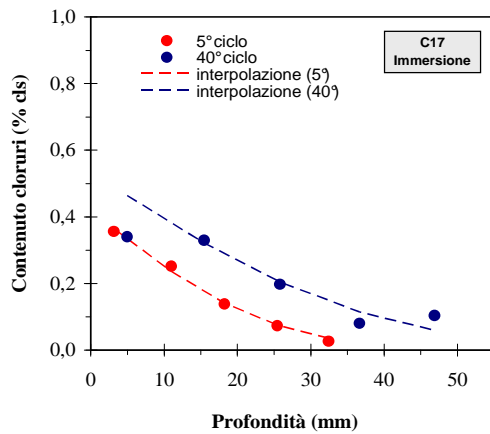 1,0
0,8
0,6
0,4
0,2
0,0
Contenuto cloruri (% cls)
5° ciclo
40° ciclo
interpolazione (5°)
interpolazione (40°)
C17
Immersione
0 10 20 30 40 50
Profondità (mm)